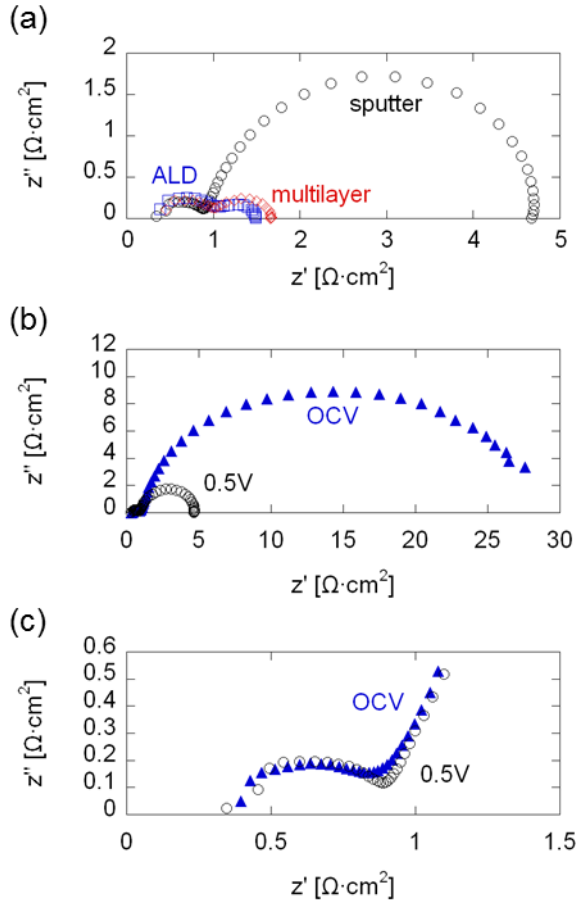 (a)
2
1.5
1
0.5
0
z'' [Ω·cm²]
sputter
ALD
multilayer
0 1 2 3 4 5
z' [Ω·cm²]
(b)
12
10
8
6
4
2
0
z'' [Ω·cm²]
OCV
0.5V
0 5 10 15 20 25 30
z' [Ω·cm²]
(c)
0.6
0.5
0.4
0.3
0.2
0.1
0
z'' [Ω·cm²]
OCV
0.5V
0 0.5 1 1.5
z' [Ω·cm²]